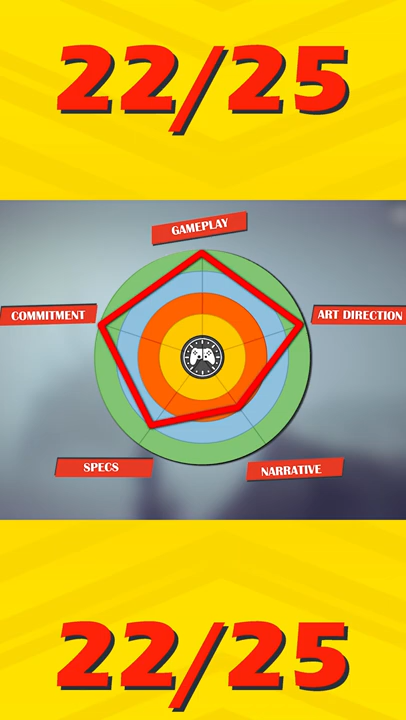 22/25
GAMEPLAY
COMMITMENT
ART DIRECTION
SPECS
NARRATIVE
22/25